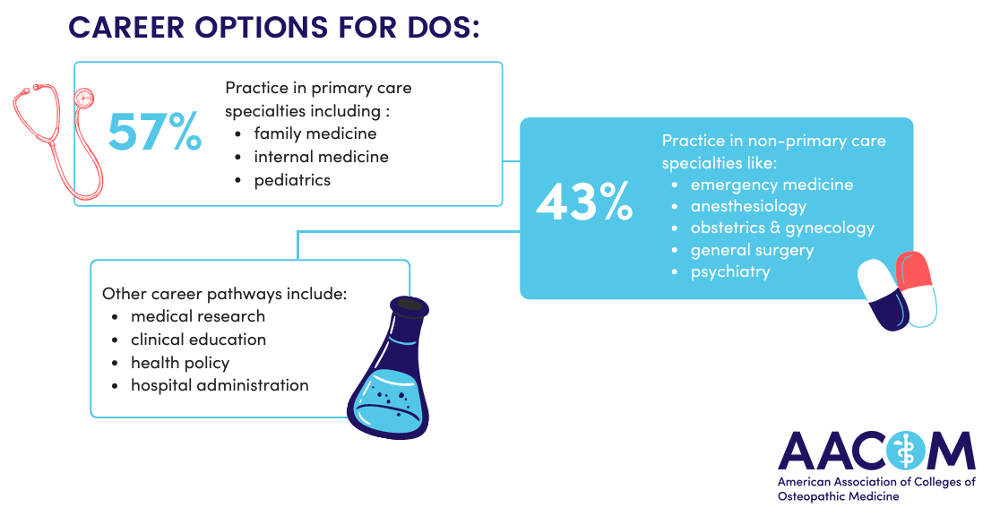 CAREER OPTIONS FOR DOS:
57%
Practice in primary care
specialties including :
• family medicine
• internal medicine
• pediatrics
43%
Practice in non-primary care
specialties like:
• emergency medicine
• anesthesiology
• obstetrics & gynecology
• general surgery
• psychiatry
Other career pathways include:
• medical research
• clinical education
• health policy
• hospital administration
AACOM
American Association of Colleges of
Osteopathic Medicine